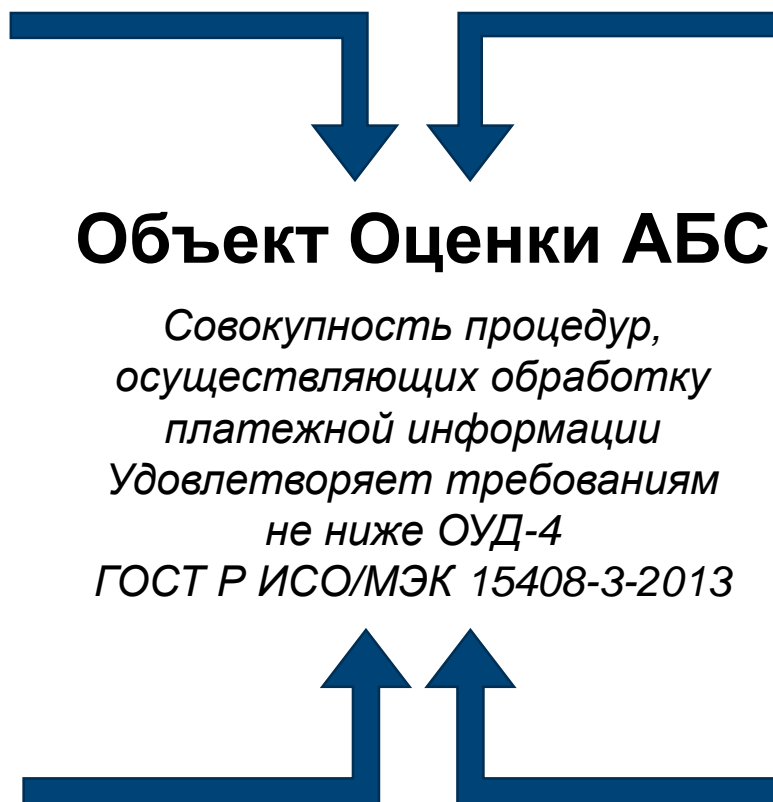 Объект Оценки АБС
Совокупность процедур,
осуществляющих обработку
платежной информации
Удовлетворяет требованиям
не ниже ОУД-4
ГОСТ Р ИСО/МЭК 15408-3-2013